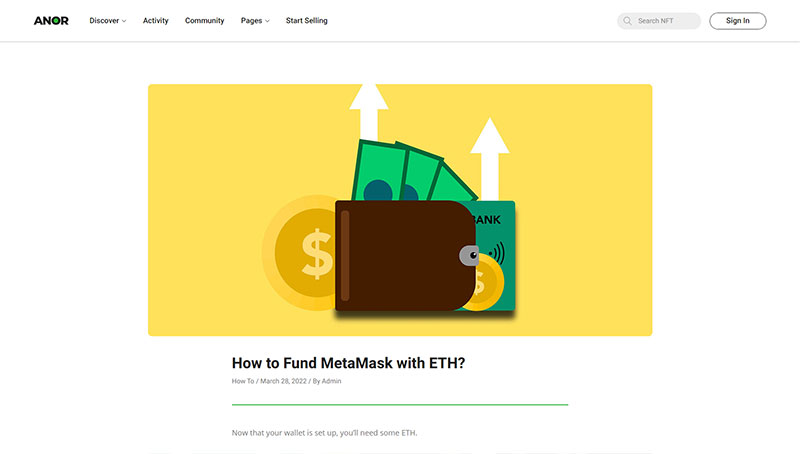 ANOR Discover Activity Community Pages Start Selling Search NFT Sign In
BANK
$
$
How to Fund MetaMask with ETH?
How To / March 28, 2022 / By Admin
Now that your wallet is set up, you'll need some ETH.